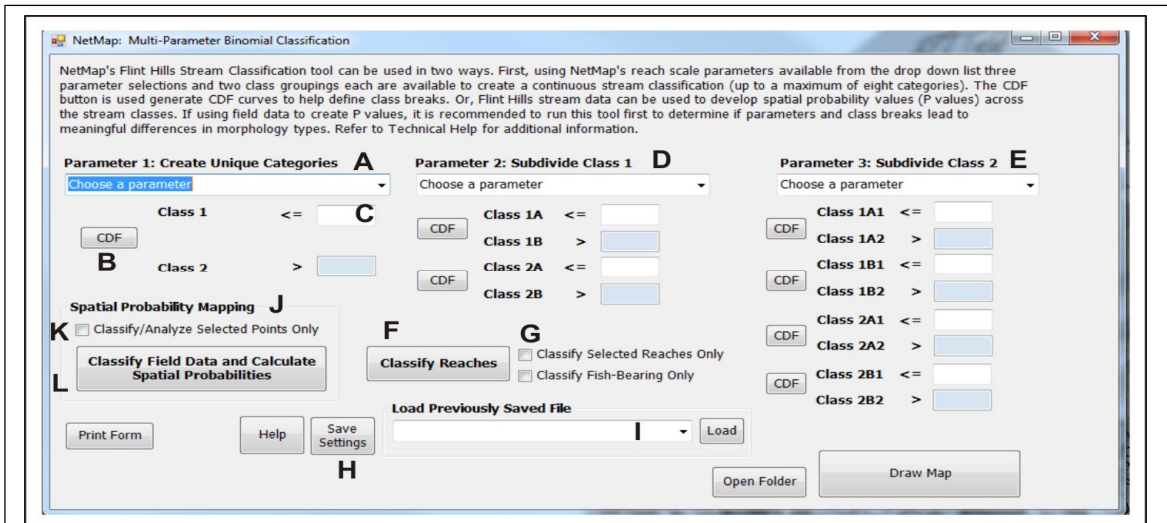 NetMap: Multi-Parameter Binomial Classification
NetMap's Flint Hills Stream Classification tool can be used in two ways. First, using NetMap's reach scale parameters available from the drop down list three
parameter selections and two class groupings each are available to create a continuous stream classification (up to a maximum of eight categories). The CDF
button is used generate CDF curves to help define class breaks. Or, Flint Hills stream data can be used to develop spatial probability values (P values) across
the stream classes. If using field data to create P values, it is recommended to run this tool first to determine if parameters and class breaks lead to
meaningful differences in morphology types. Refer to Technical Help for additional information.
Parameter 1: Create Unique Categories A
Choose a parameter
Class 1 <= C
CDF
B
Class 2 >
Parameter 2: Subdivide Class 1 D
Choose a parameter
CDF
Class 1A <=
Class 1B >
CDF
Class 2A <=
Class 2B >
Parameter 3: Subdivide Class 2 E
Choose a parameter
CDF
Class 1A1 <=
Class 1A2 >
CDF
Class 1B1 <=
Class 1B2 >
CDF
Class 2A1 <=
Class 2A2 >
CDF
Class 2B1 <=
Class 2B2 >
Spatial Probability Mapping J
K Classify/Analyze Selected Points Only
L Classify Field Data and Calculate
Spatial Probabilities
F
Classify Reaches
G
Classify Selected Reaches Only
Classify Fish-Bearing Only
Print Form
Help
Save
Settings
H
Load Previously Saved File
I
Load
Open Folder
Draw Map